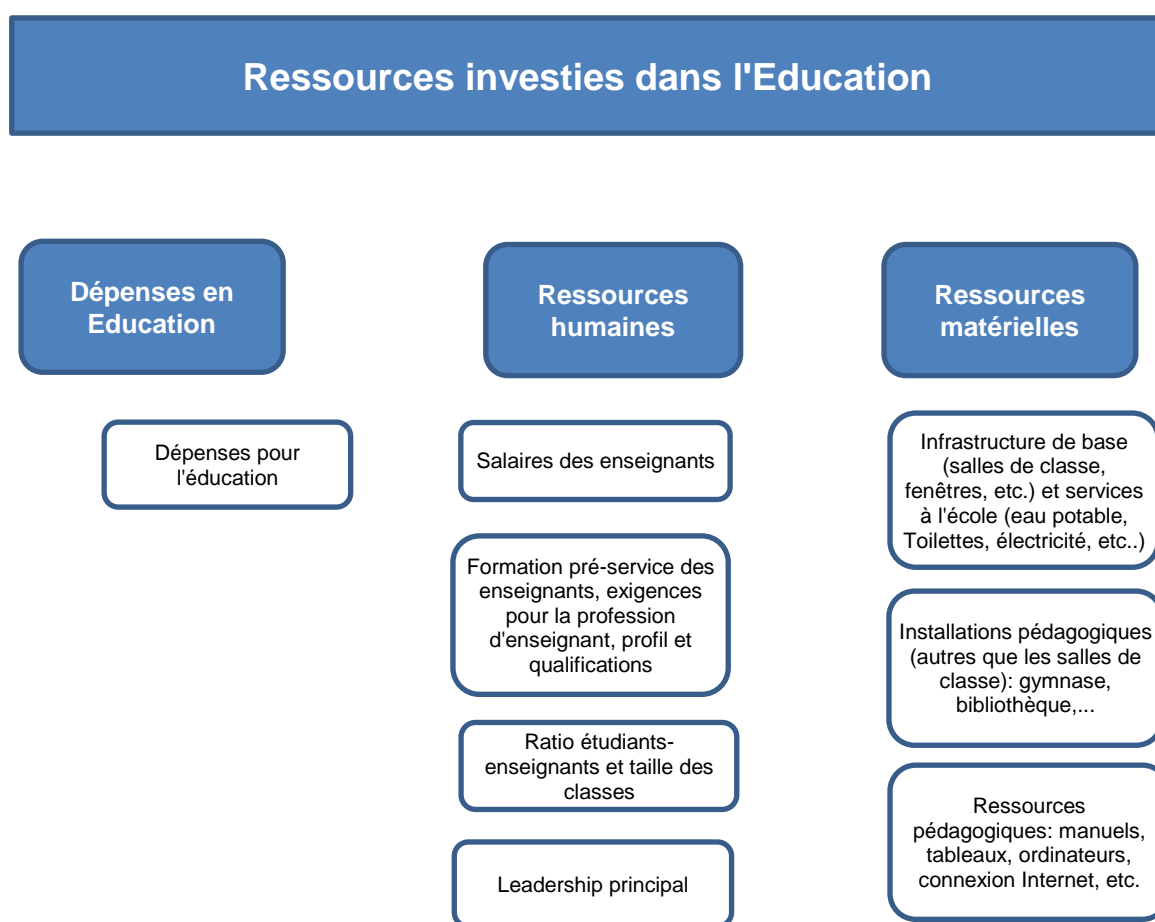 Ressources investies dans l'Education
Dépenses en
Education
Dépenses pour
l'éducation
Ressources
humaines
Salaires des enseignants
Formation pré-service des
enseignants, exigences
pour la profession
d'enseignant, profil et
qualifications
Ratio étudiants-
enseignants et taille des
classes
Leadership principal
Ressources
matérielles
Infrastructure de base
(salles de classe,
fenêtres, etc.) et services
à l'école (eau potable,
Toilettes, électricité, etc..)
Installations pédagogiques
(autres que les salles de
classe): gymnase,
bibliothèque,...
Ressources
pédagogiques: manuels,
tableaux, ordinateurs,
connexion Internet, etc.